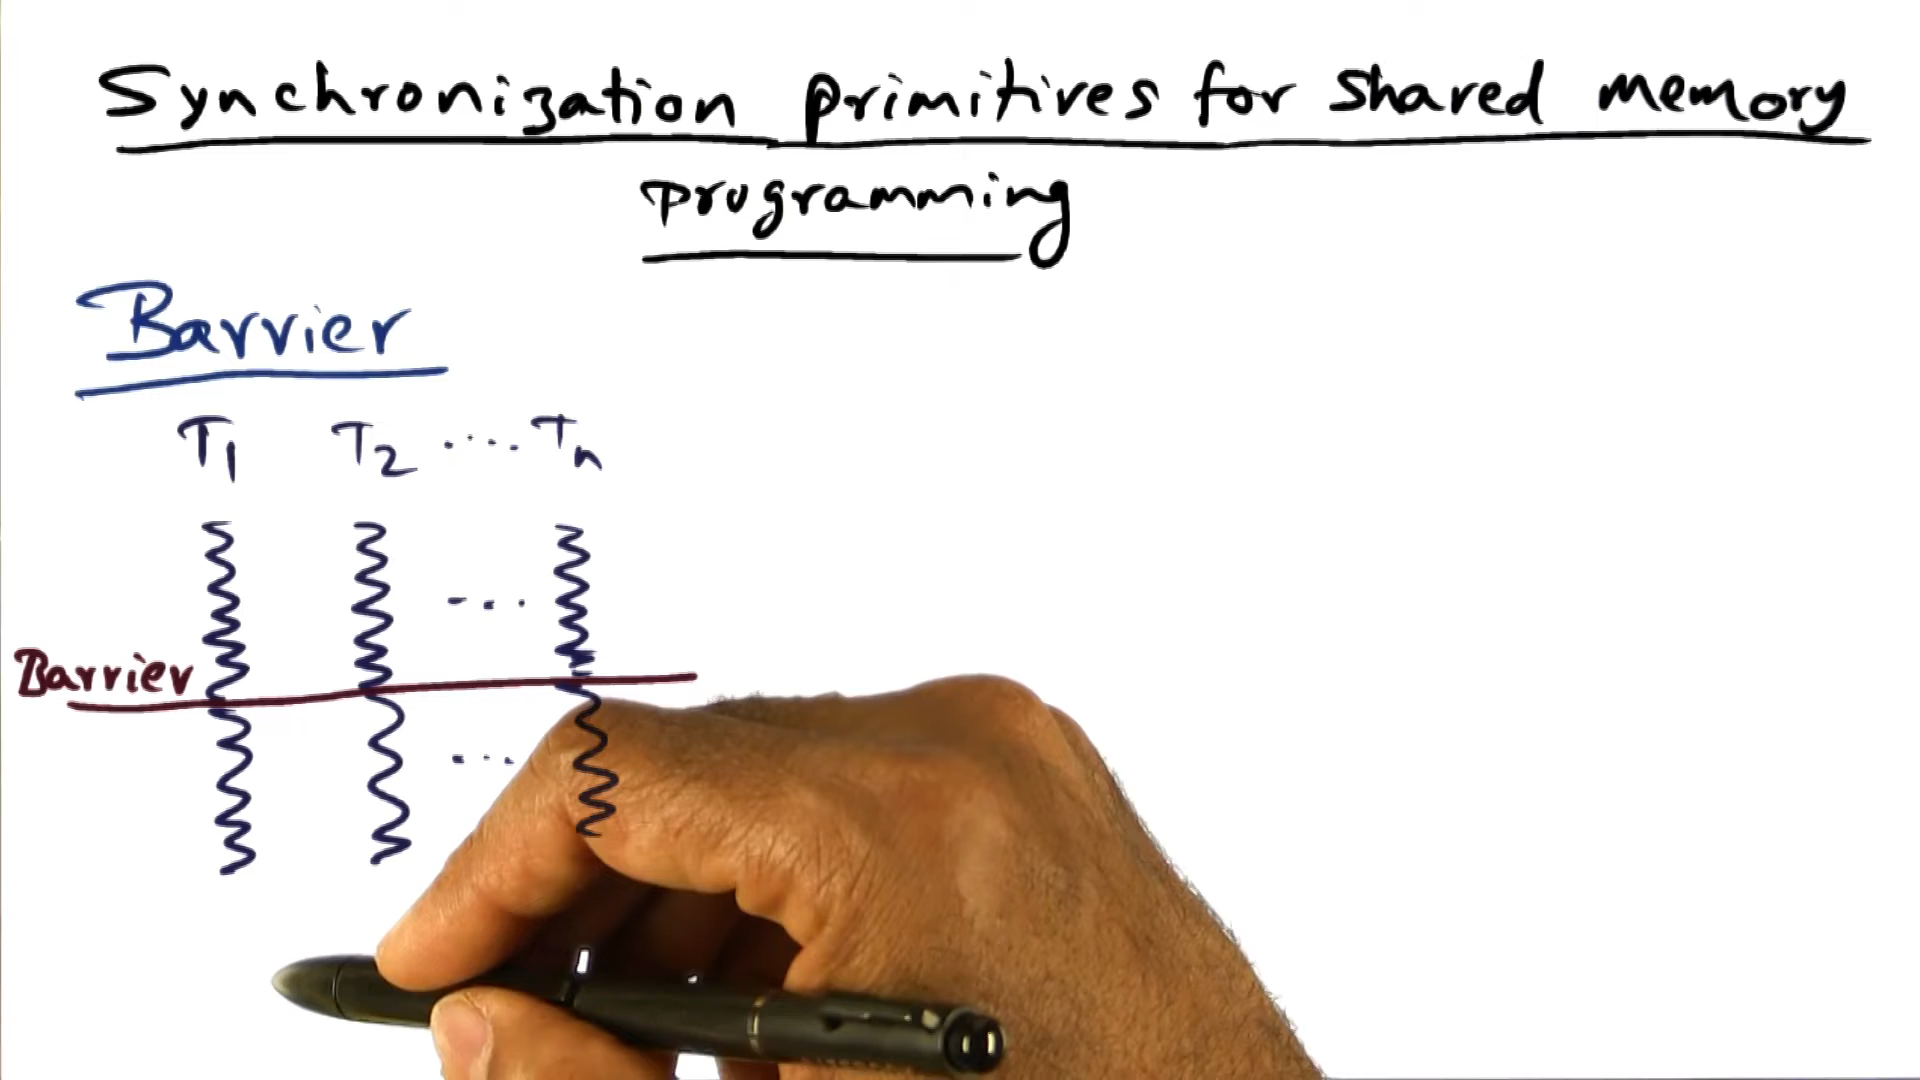 Synchronization primitives for shared memory
programming
Barrier
T1 T2 .... Tn
...
Barrier
...